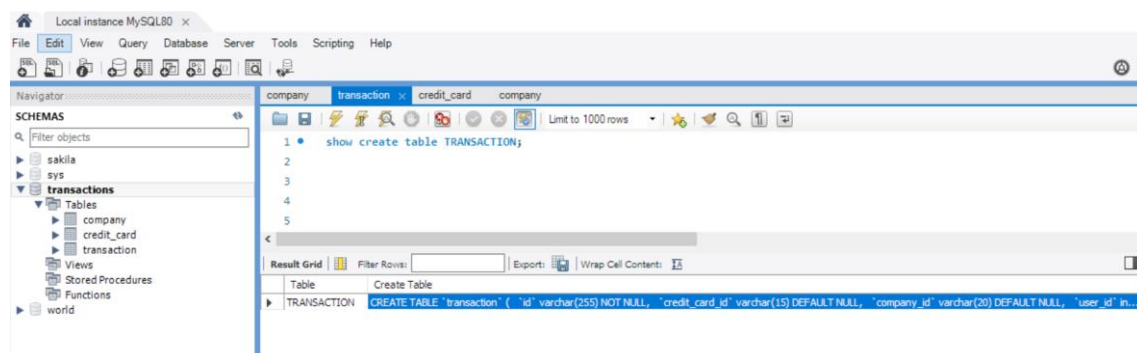 Local instance MySQL80 ×
File Edit View Query Database Server Tools Scripting Help
Navigator
SCHEMAS
Filter objects
sakila
sys
transactions
Tables
company
credit_card
transaction
Views
Stored Procedures
Functions
world
company transaction × credit_card company
Limit to 1000 rows
1 show create table TRANSACTION;
2
3
4
5
Result Grid Filter Rows: Export: Wrap Cell Content:
Table Create Table
TRANSACTION CREATE TABLE `transaction` ( `id` varchar(255) NOT NULL, `credit_card_id` varchar(15) DEFAULT NULL, `company_id` varchar(20) DEFAULT NULL, `user_id` in...